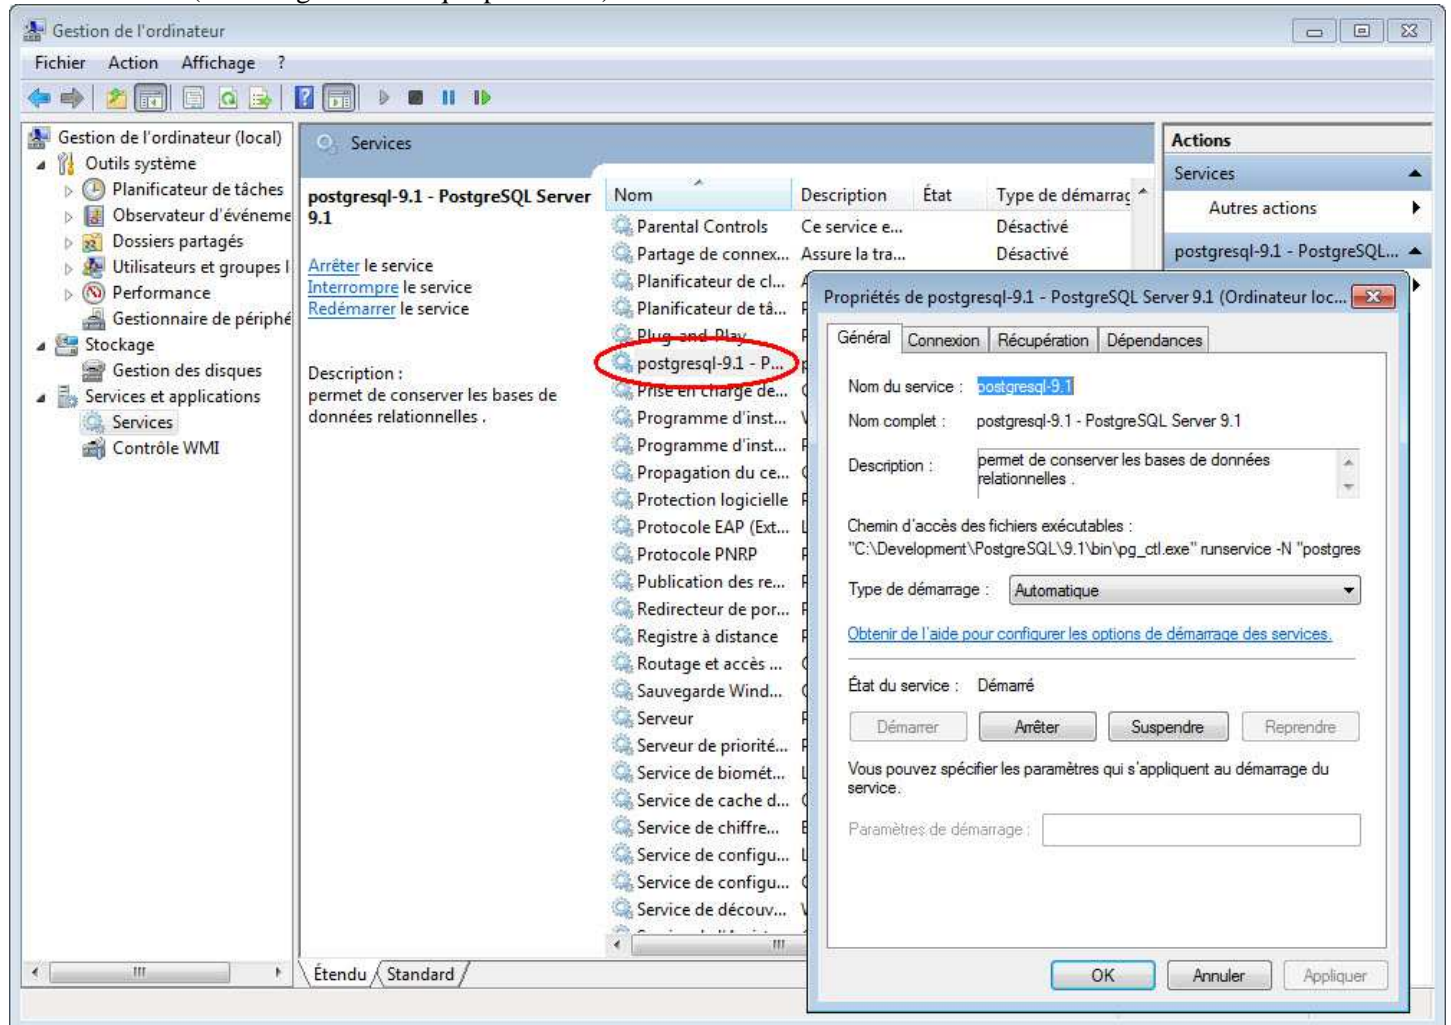 Gestion de l'ordinateur
Fichier Action Affichage ?
Gestion de l'ordinateur (local)
Outils système
Planificateur de tâches
Observateur d'événeme
Dossiers partagés
Utilisateurs et groupes l
Performance
Gestionnaire de périphé
Stockage
Gestion des disques
Services et applications
Services
Contrôle WMI
Services
postgresql-9.1 - PostgreSQL Server
9.1
Arrêter le service
Interrompre le service
Redémarrer le service
Description :
permet de conserver les bases de
données relationnelles .
Nom Description État Type de démarrag
Parental Controls Ce service e... Désactivé
Partage de connex... Assure la tra... Désactivé
Planificateur de cl...
Planificateur de tâ...
Plug-and-Play
postgresql-9.1 - P...
Prise en charge de...
Programme d'inst...
Programme d'inst...
Propagation du ce...
Protection logicielle
Protocole EAP (Ext...
Protocole PNRP
Publication des re...
Redirecteur de por...
Registre à distance
Routage et accès ...
Sauvegarde Wind...
Serveur
Serveur de priorité...
Service de biomét...
Service de cache d...
Service de chiffre...
Service de configu...
Service de configu...
Service de découv...
Étendu Standard
Actions
Services
Autres actions
postgresql-9.1 - PostgreSQL...
Propriétés de postgresql-9.1 - PostgreSQL Server 9.1 (Ordinateur loc...
Général Connexion Récupération Dépendances
Nom du service : postgresql-9.1
Nom complet : postgresql-9.1 - PostgreSQL Server 9.1
Description : permet de conserver les bases de données
relationnelles .
Chemin d'accès des fichiers exécutables :
"C:\Development\PostgreSQL\9.1\bin\pg_ctl.exe" runservice -N "postgres
Type de démarrage : Automatique
Obtenir de l'aide pour configurer les options de démarrage des services.
État du service : Démarré
Démarrer Arrêter Suspendre Reprendre
Vous pouvez spécifier les paramètres qui s'appliquent au démarrage du
service.
Paramètres de démarrage :
OK Annuler Appliquer